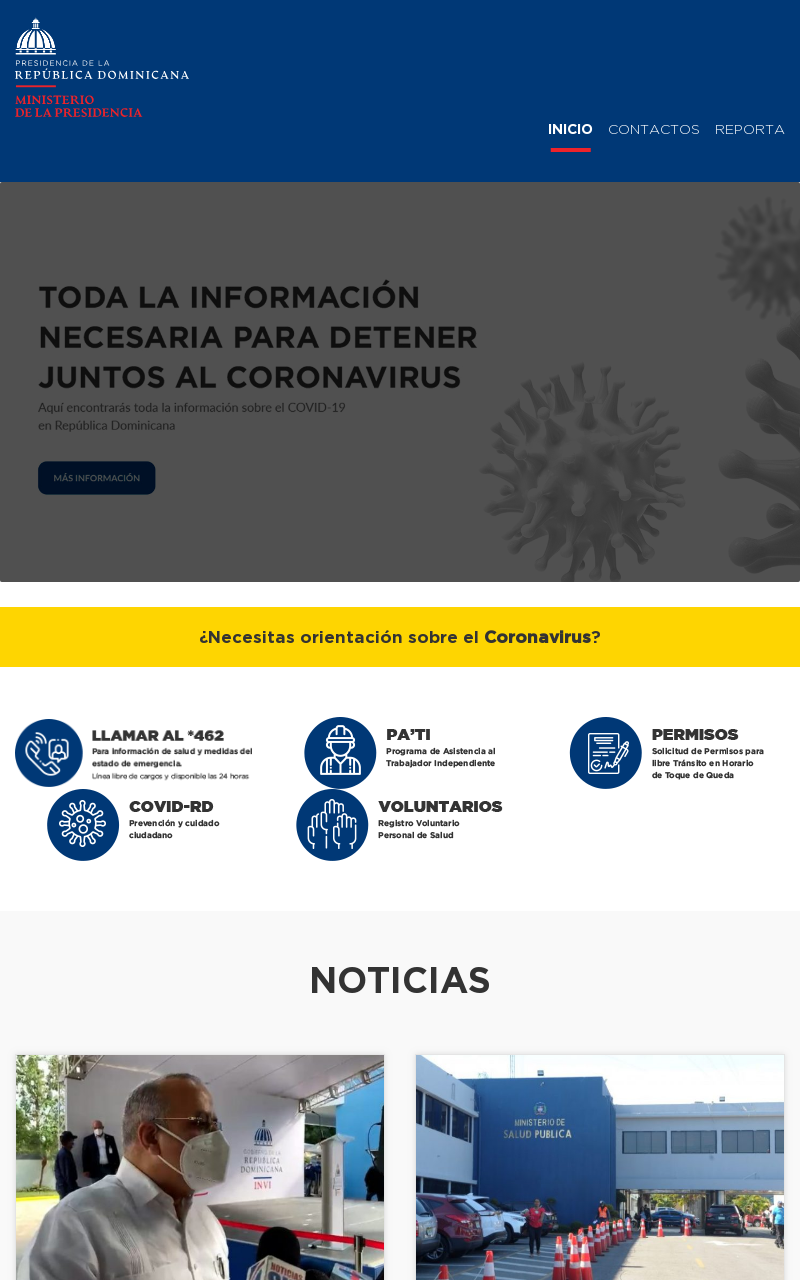 PRESIDENCIA DE LA
REPÚBLICA DOMINICANA
MINISTERIO
DE LA PRESIDENCIA
INICIO CONTACTOS REPORTA
TODA LA INFORMACIÓN
NECESARIA PARA DETENER
JUNTOS AL CORONAVIRUS
Aquí encontrarás toda la información sobre el COVID-19
en República Dominicana
MÁS INFORMACIÓN
¿Necesitas orientación sobre el Coronavirus?
LLAMAR AL *462
Para información de salud y medidas del
estado de emergencia.
Línea libre de cargos y disponible las 24 horas
PA’TI
Programa de Asistencia al
Trabajador Independiente
PERMISOS
Solicitud de Permisos para
libre Tránsito en Horario
de Toque de Queda
COVID-RD
Prevención y cuidado
ciudadano
VOLUNTARIOS
Registro Voluntario
Personal de Salud
NOTICIAS
GOBIERNO DE LA
REPÚBLICA
DOMINICANA
INVI
NOTICIAS
MINISTERIO DE
SALUD PUBLICA